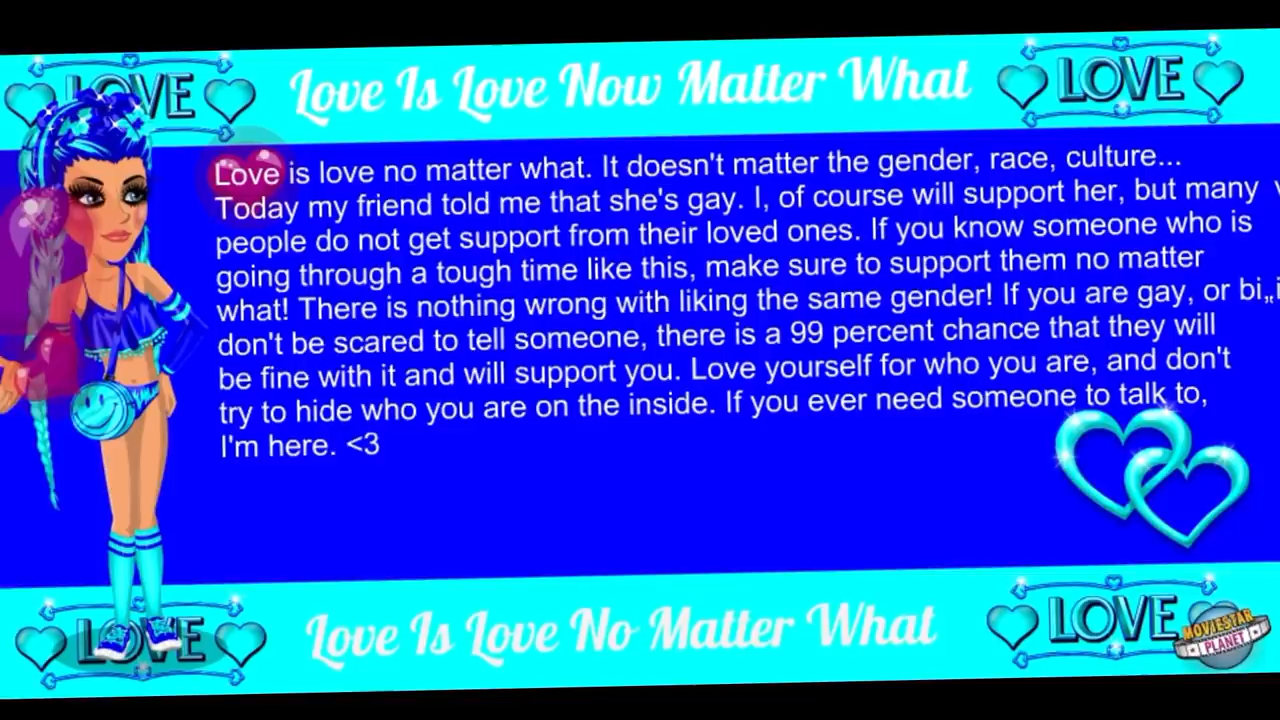 LOVE
Love Is Love Now Matter What
LOVE
Love is love no matter what. It doesn't matter the gender, race, culture...
Today my friend told me that she's gay. I, of course will support her, but many
people do not get support from their loved ones. If you know someone who is
going through a tough time like this, make sure to support them no matter
what! There is nothing wrong with liking the same gender! If you are gay, or bi,,
don't be scared to tell someone, there is a 99 percent chance that they will
be fine with it and will support you. Love yourself for who you are, and don't
try to hide who you are on the inside. If you ever need someone to talk to,
I'm here. <3
LOVE
Love Is Love No Matter What
LOVE
MOVIESTAR
PLANET